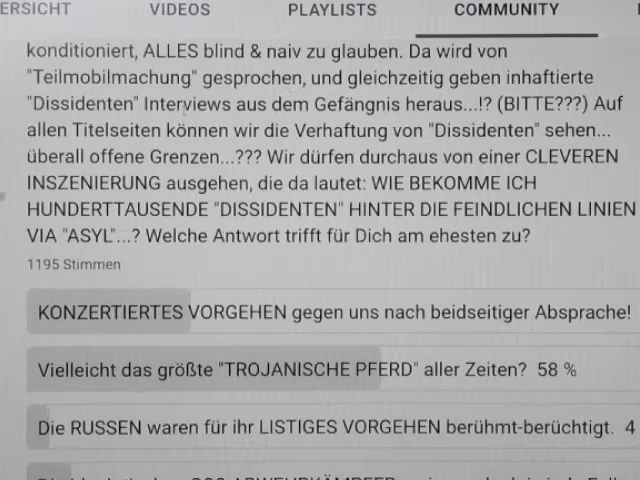 ERSICHT VIDEOS PLAYLISTS COMMUNITY
konditioniert, ALLES blind & naiv zu glauben. Da wird von
"Teilmobilmachung" gesprochen, und gleichzeitig geben inhaftierte
"Dissidenten" Interviews aus dem Gefängnis heraus...!? (BITTE???) Auf
allen Titelseiten können wir die Verhaftung von "Dissidenten" sehen...
überall offene Grenzen...??? Wir dürfen durchaus von einer CLEVEREN
INSZENIERUNG ausgehen, die da lautet: WIE BEKOMME ICH
HUNDERTTAUSENDE "DISSIDENTEN" HINTER DIE FEINDLICHEN LINIEN
VIA "ASYL"...? Welche Antwort trifft für Dich am ehesten zu?
1195 Stimmen
KONZERTIERTES VORGEHEN gegen uns nach beidseitiger Absprache!
Vielleicht das größte "TROJANISCHE PFERD" aller Zeiten? 58 %
Die RUSSEN waren für ihr LISTIGES VORGEHEN berühmt-berüchtigt. 4